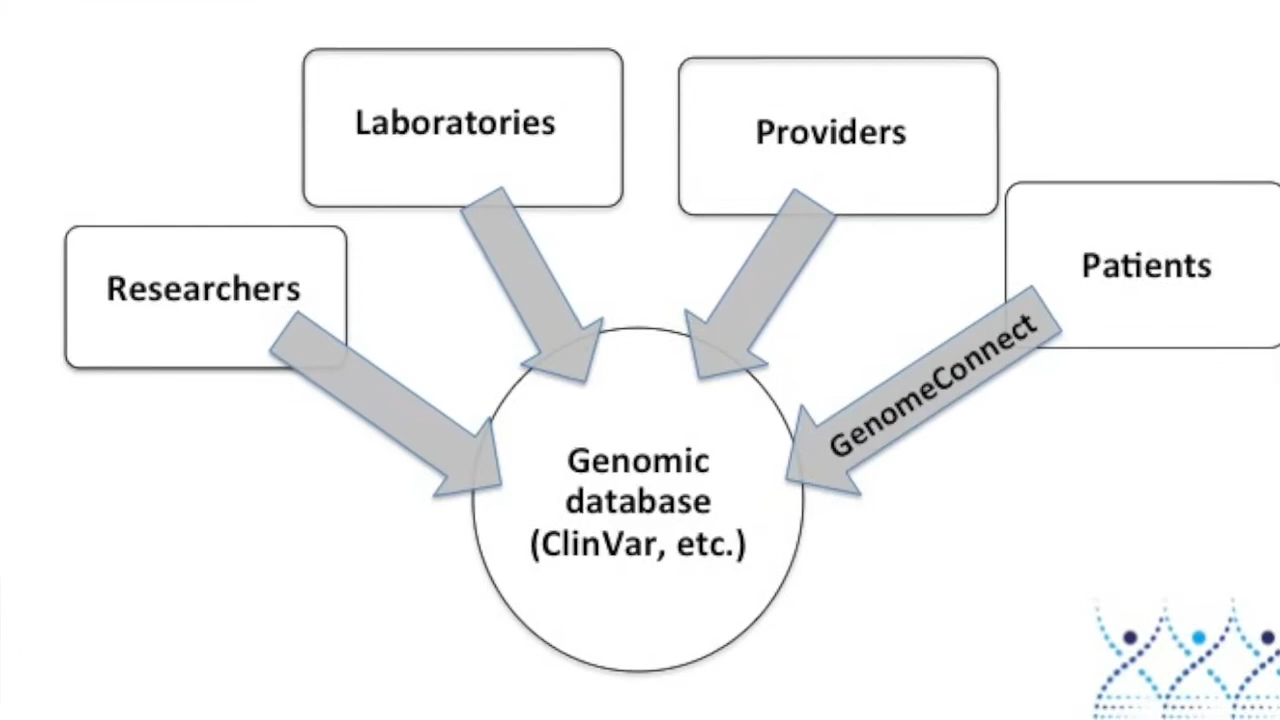 Laboratories
Providers
Researchers
Patients
GenomeConnect
Genomic
database
(ClinVar, etc.)